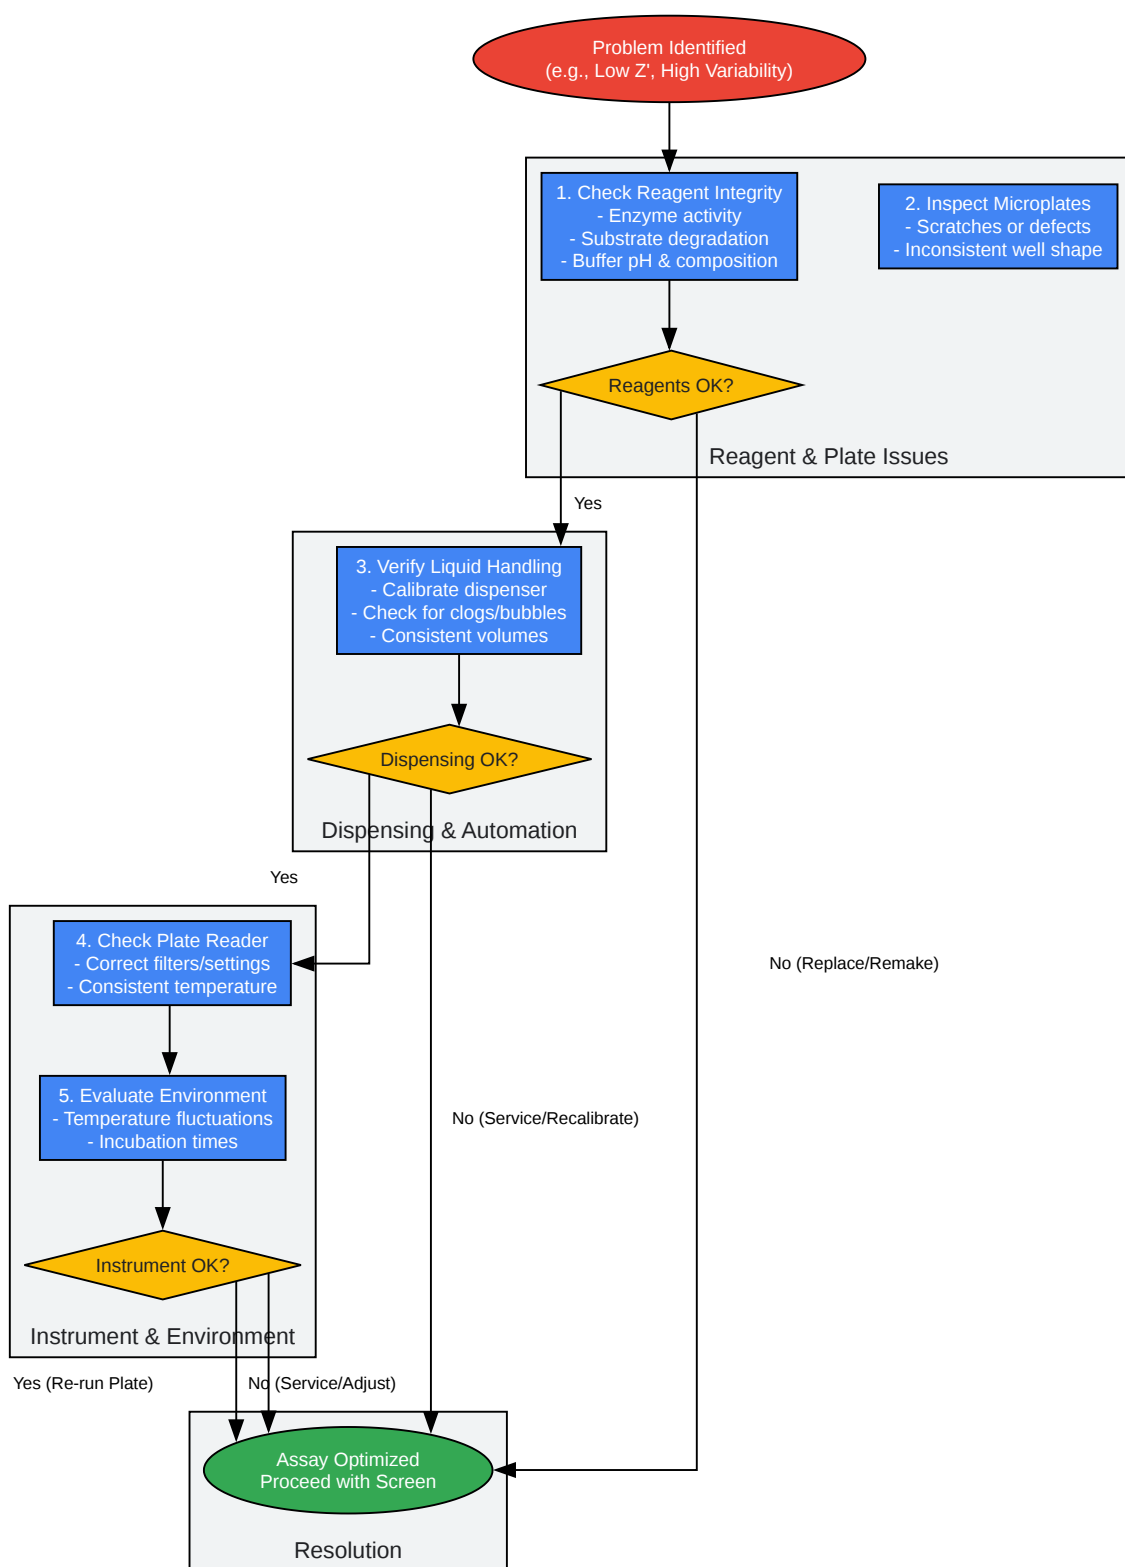 Problem Identified
(e.g., Low Z', High Variability)
1. Check Reagent Integrity
- Enzyme activity
- Substrate degradation
- Buffer pH & composition
2. Inspect Microplates
- Scratches or defects
- Inconsistent well shape
Reagents OK?
Reagent & Plate Issues
Yes
3. Verify Liquid Handling
- Calibrate dispenser
- Check for clogs/bubbles
- Consistent volumes
Dispensing OK?
Dispensing & Automation
Yes
4. Check Plate Reader
- Correct filters/settings
- Consistent temperature
No (Replace/Remake)
5. Evaluate Environment
- Temperature fluctuations
- Incubation times
No (Service/Recalibrate)
Instrument OK?
Instrument & Environment
Yes (Re-run Plate)
No (Service/Adjust)
Assay Optimized
Proceed with Screen
Resolution